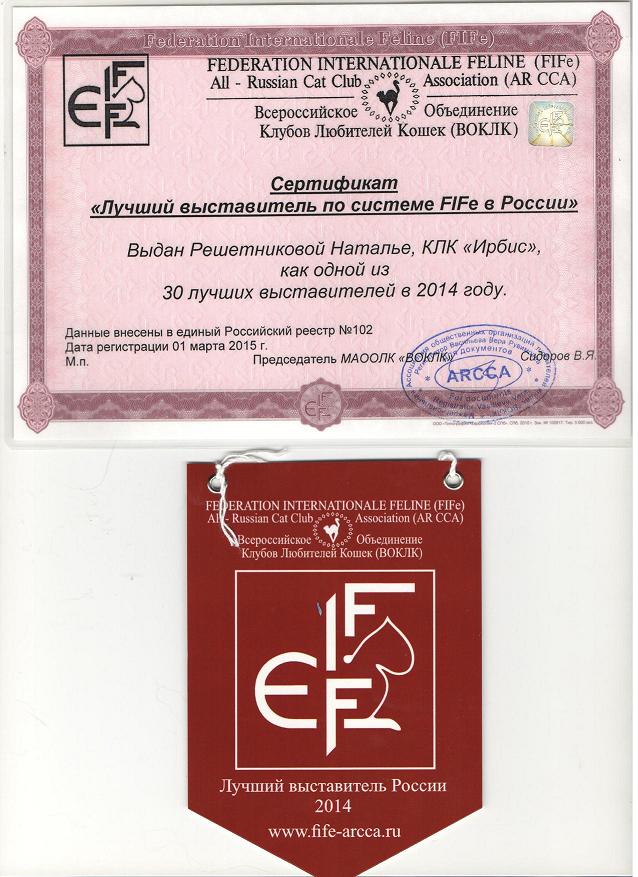 Federation Internationale Feline (FIFe)
FEDERATION INTERNATIONALE FELINE (FIFe)
All - Russian Cat Club Association (AR CCA)
Всероссийское Объединение
Клубов Любителей Кошек (ВОКЛК)
FIFe
Сертификат
«Лучший выставитель по системе FIFe в России»
Выдан Решетниковой Наталье, КЛК «Ирбис»,
как одной из
30 лучших выставителей в 2014 году.
Данные внесены в единый Российский реестр №102
Дата регистрации 01 марта 2015 г.
М.п. Председатель МАООЛК «ВОКЛК» Сидоров В.Я.
ARCCA
For documents
FEDERATION INTERNATIONALE FELINE (FIFe)
All - Russian Cat Club Association (AR CCA)
Всероссийское Объединение
Клубов Любителей Кошек (ВОКЛК)
FIFe
Лучший выставитель России
2014
www.fife-arcca.ru